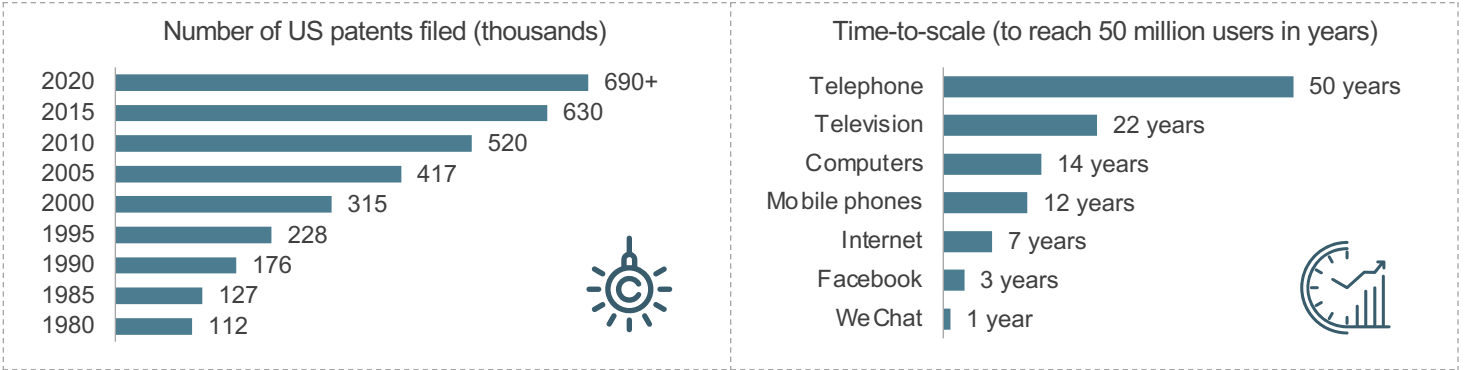 Number of US patents filed (thousands)
2020 690+
2015 630
2010 520
2005 417
2000 315
1995 228
1990 176
1985 127
1980 112
C
Time-to-scale (to reach 50 million users in years)
Telephone 50 years
Television 22 years
Computers 14 years
Mobile phones 12 years
Internet 7 years
Facebook 3 years
WeChat 1 year